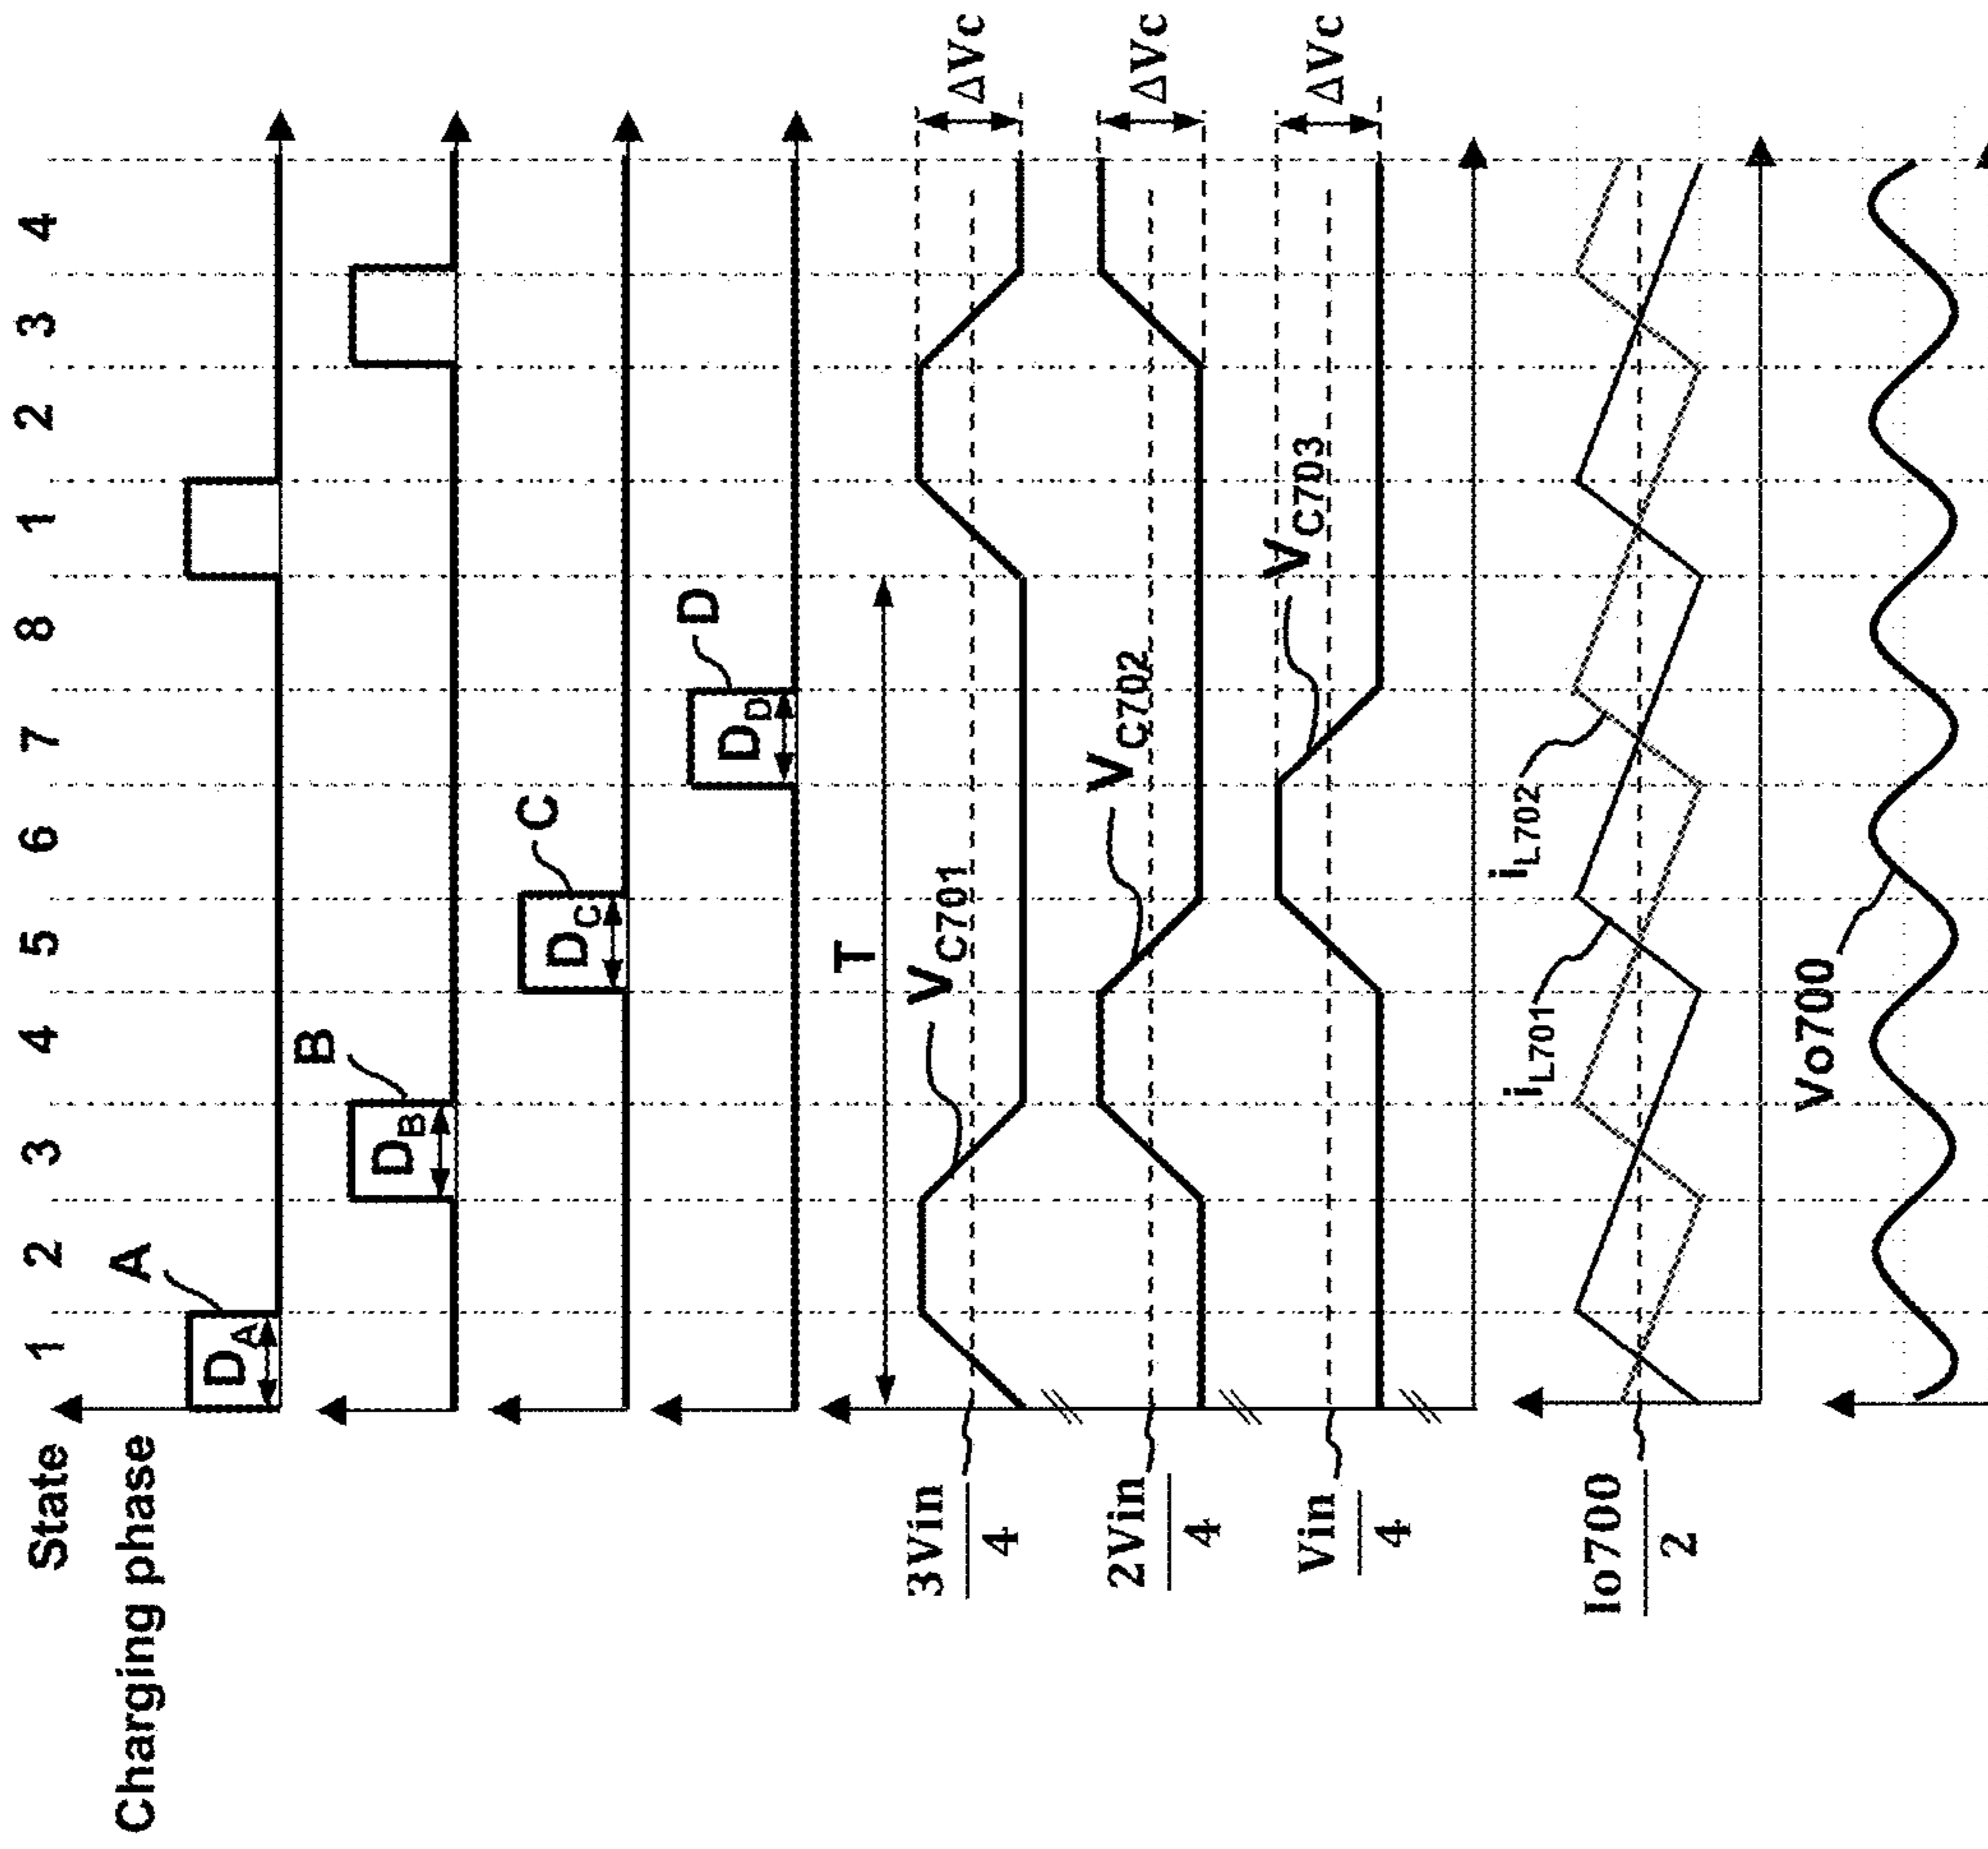 State 1 2 3 4 5 6 7 8 1 2 3 4
Charging phase
A
D_A
B
D_B
C
D_C
D
D_D
T
3Vin
4
V_C701
ΔVc
2Vin
4
V_C702
ΔVc
Vin
4
V_C703
ΔVc
i_L701
i_L702
Io700
2
Vo700